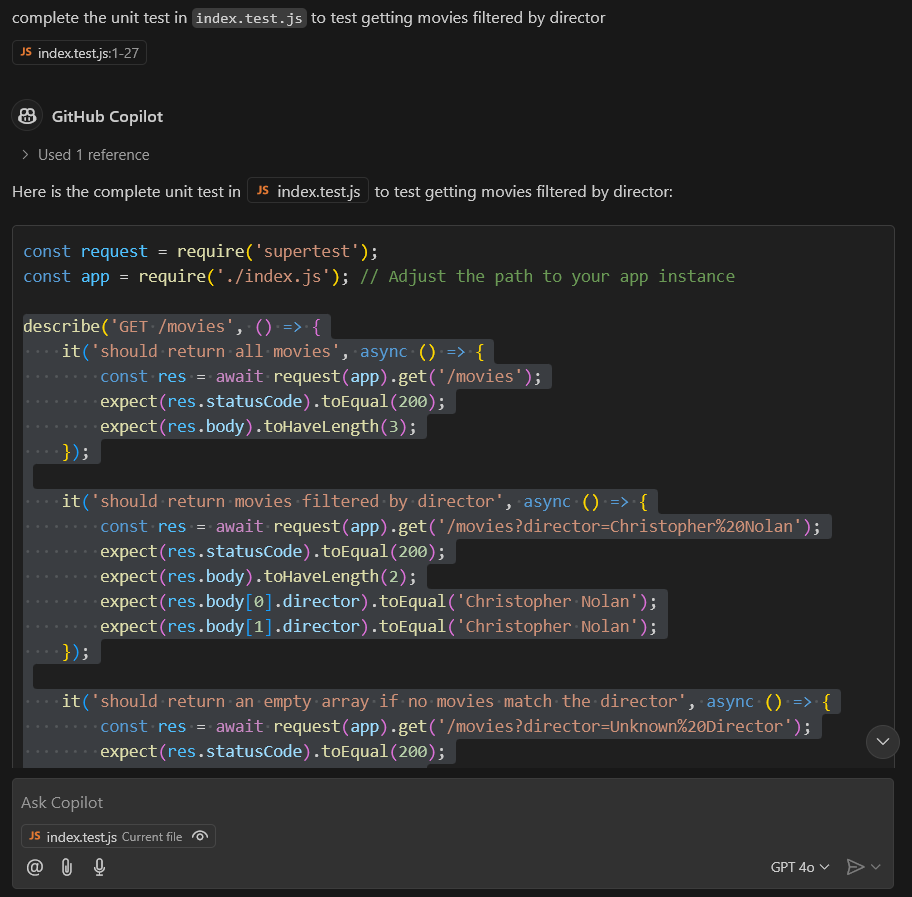 complete the unit test in index.test.js to test getting movies filtered by director
JS index.test.js:1-27
GitHub Copilot
Used 1 reference
Here is the complete unit test in JS index.test.js to test getting movies filtered by director:
const request = require('supertest');
const app = require('./index.js'); // Adjust the path to your app instance
describe('GET /movies', () => {
    it('should return all movies', async () => {
        const res = await request(app).get('/movies');
        expect(res.statusCode).toEqual(200);
        expect(res.body).toHaveLength(3);
    });
    it('should return movies filtered by director', async () => {
        const res = await request(app).get('/movies?director=Christopher%20Nolan');
        expect(res.statusCode).toEqual(200);
        expect(res.body).toHaveLength(2);
        expect(res.body[0].director).toEqual('Christopher Nolan');
        expect(res.body[1].director).toEqual('Christopher Nolan');
    });
    it('should return an empty array if no movies match the director', async () => {
        const res = await request(app).get('/movies?director=Unknown%20Director');
        expect(res.statusCode).toEqual(200);
Ask Copilot
JS index.test.js Current file
@ GPT 4o